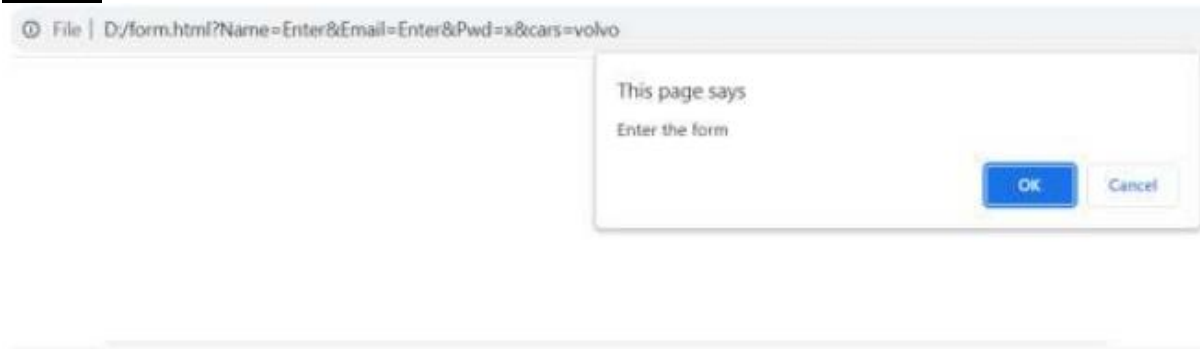 File | D:/form.html?Name=Enter&Email=Enter&Pwd=x&cars=volvo
This page says
Enter the form
OK Cancel